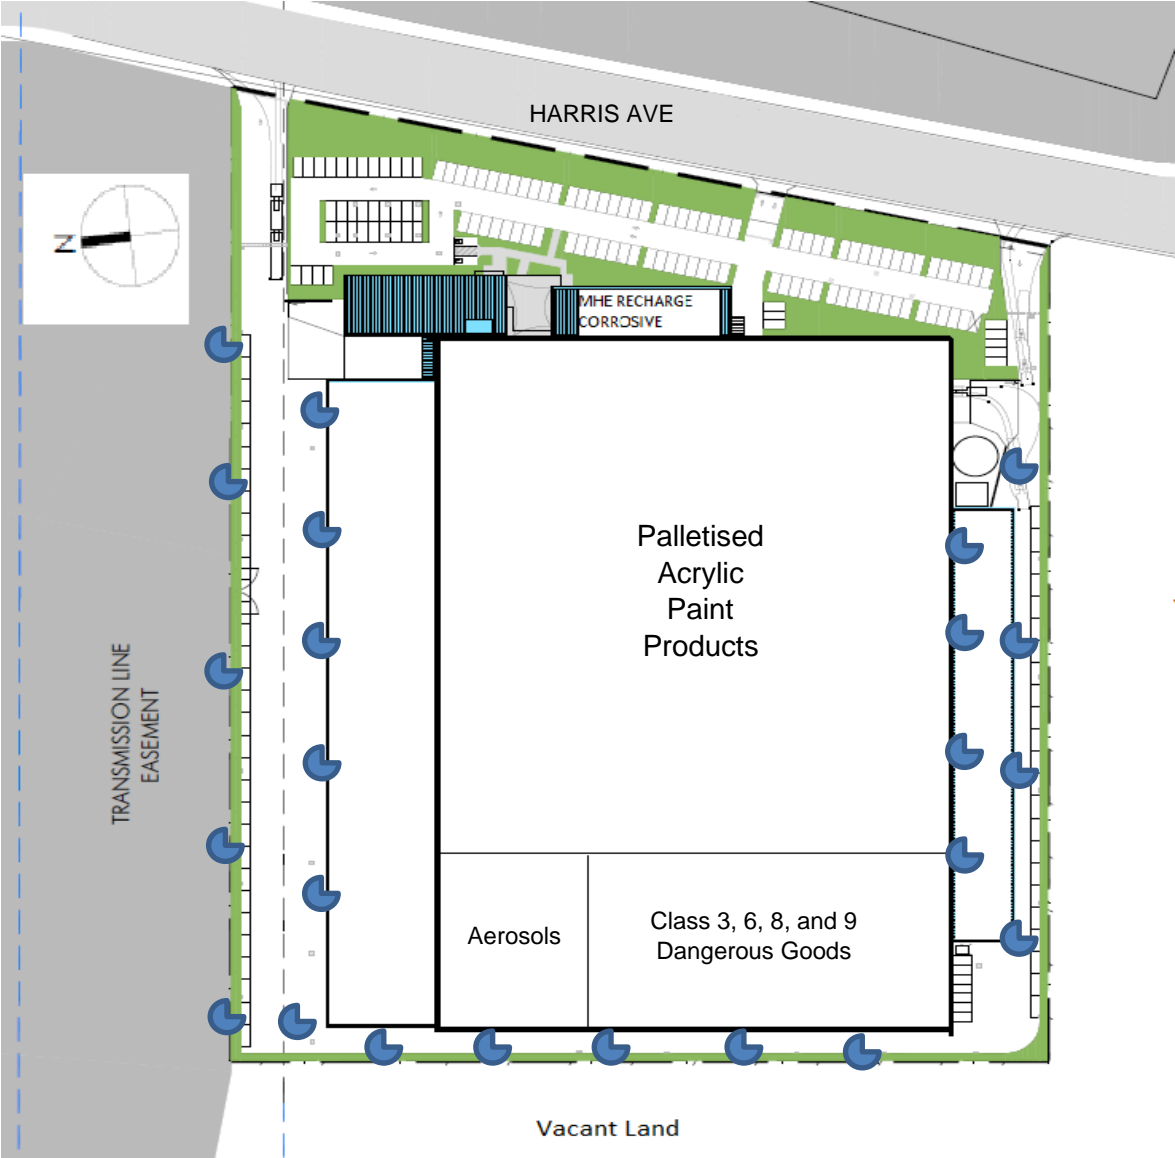 HARRIS AVE
N
MHE RECHARGE
CORROSIVE
Palletised
Acrylic
Paint
Products
TRANSMISSION LINE
EASEMENT
Aerosols
Class 3, 6, 8, and 9
Dangerous Goods
Vacant Land